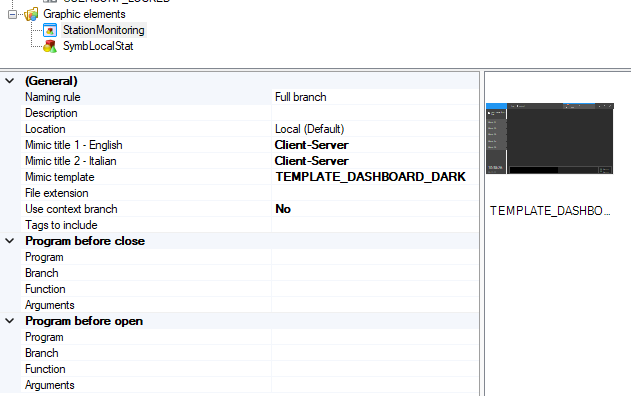 Graphic elements
StationMonitoring
SymbLocalStat
(General)
Naming rule Full branch
Description
Location Local (Default)
Mimic title 1 - English Client-Server
Mimic title 2 - Italian Client-Server
Mimic template TEMPLATE_DASHBOARD_DARK
File extension
Use context branch No
Tags to include
Program before close
Program
Branch
Function
Arguments
Program before open
Program
Branch
Function
Arguments
TEMPLATE_DASHBO...